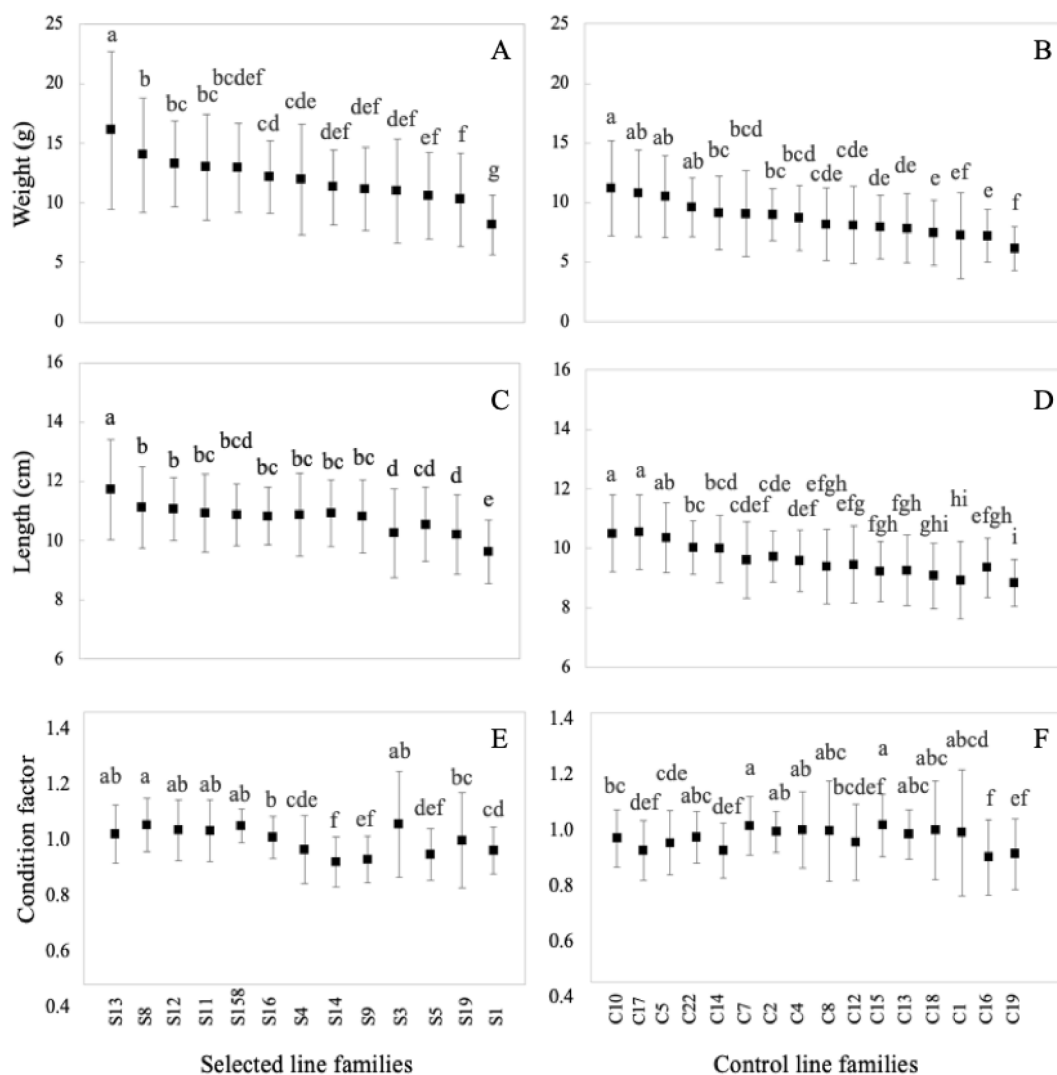 A
Weight (g)
25
20
15
10
5
0
a
b
bc
bc
bcdef
cd
cde
def
def
def
ef
f
g
B
25
20
15
10
5
0
a
ab
ab
ab
bc
bcd
bc
bcd
cde
cde
de
de
e
ef
e
f
C
Length (cm)
16
14
12
10
8
6
a
b
b
bc
bcd
bc
bc
bc
bc
d
cd
d
e
D
16
14
12
10
8
6
a
a
ab
bc
bcd
cdef
cde
def
efgh
efg
fgh
fgh
ghi
hi
efgh
i
E
Condition factor
1.4
1.2
1.0
0.8
0.6
0.4
ab
a
ab
ab
ab
b
cde
f
ef
ab
def
bc
cd
S13
S8
S12
S11
S158
S16
S4
S14
S9
S3
S5
S19
S1
Selected line families
F
1.4
1.2
1.0
0.8
0.6
0.4
bc
def
cde
abc
def
a
ab
ab
abc
bcdef
a
abc
abc
abcd
f
ef
C10
C17
C5
C22
C14
C7
C2
C4
C8
C12
C15
C13
C18
C1
C16
C19
Control line families